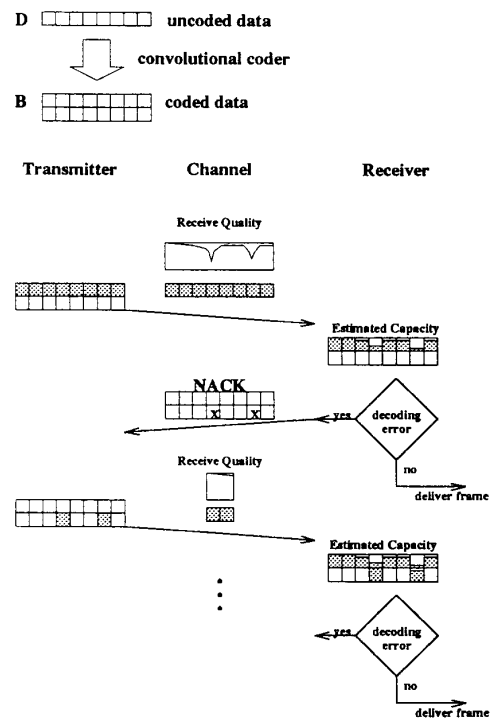 D uncoded data
convolutional coder
B coded data
Transmitter Channel Receiver
Receive Quality
Estimated Capacity
NACK
x x
yes decoding error
no
deliver frame
Receive Quality
Estimated Capacity
yes decoding error
no
deliver frame